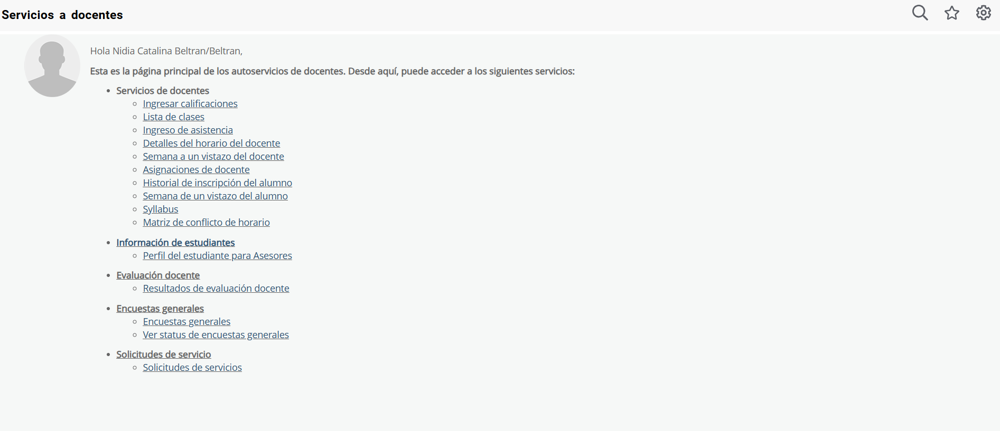 Servicios a docentes
Hola Nidia Catalina Beltran/Beltran,
Esta es la página principal de los autoservicios de docentes. Desde aquí, puede acceder a los siguientes servicios:
Servicios de docentes
Ingresar calificaciones
Lista de clases
Ingreso de asistencia
Detalles del horario del docente
Semana a un vistazo del docente
Asignaciones de docente
Historial de inscripción del alumno
Semana de un vistazo del alumno
Syllabus
Matriz de conflicto de horario
Información de estudiantes
Perfil del estudiante para Asesores
Evaluación docente
Resultados de evaluación docente
Encuestas generales
Encuestas generales
Ver status de encuestas generales
Solicitudes de servicio
Solicitudes de servicios